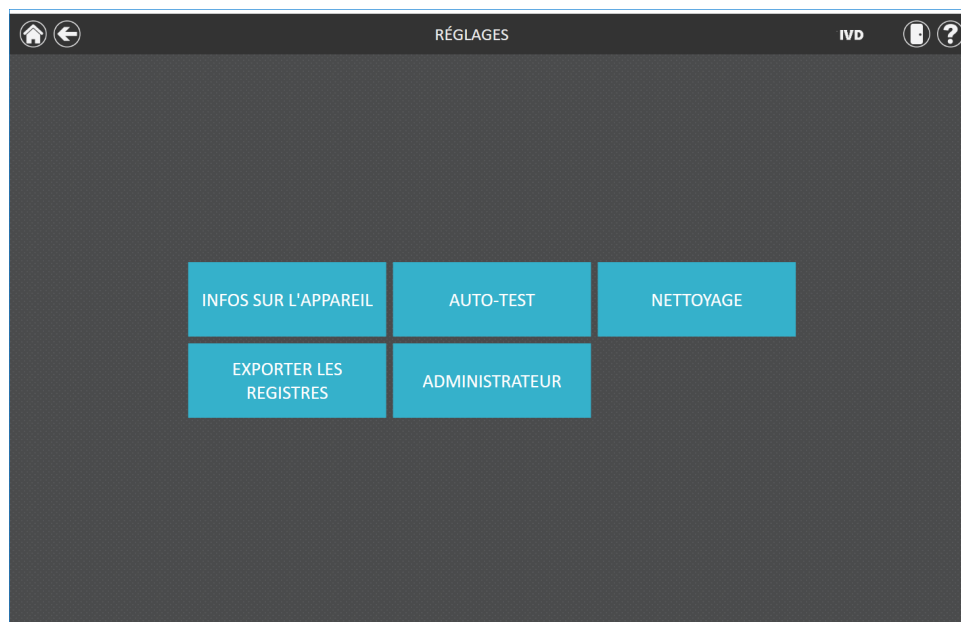 RÉGLAGES
IVD
?
INFOS SUR L'APPAREIL
AUTO-TEST
NETTOYAGE
EXPORTER LES
REGISTRES
ADMINISTRATEUR